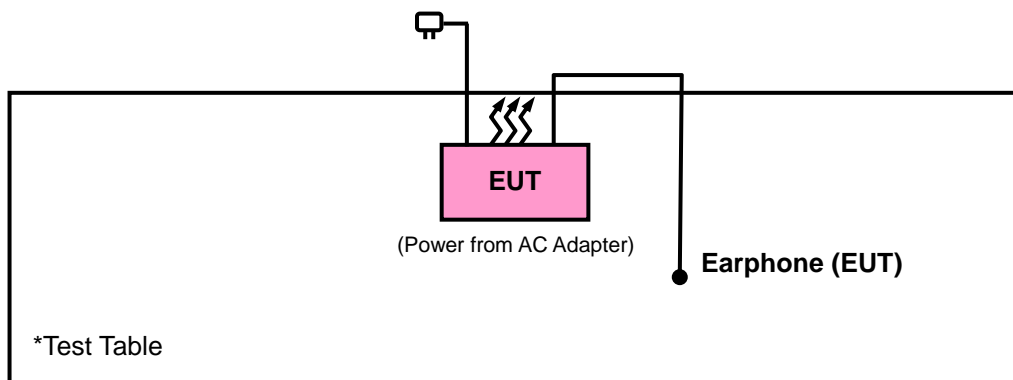 EUT
(Power from AC Adapter)
Earphone (EUT)
*Test Table